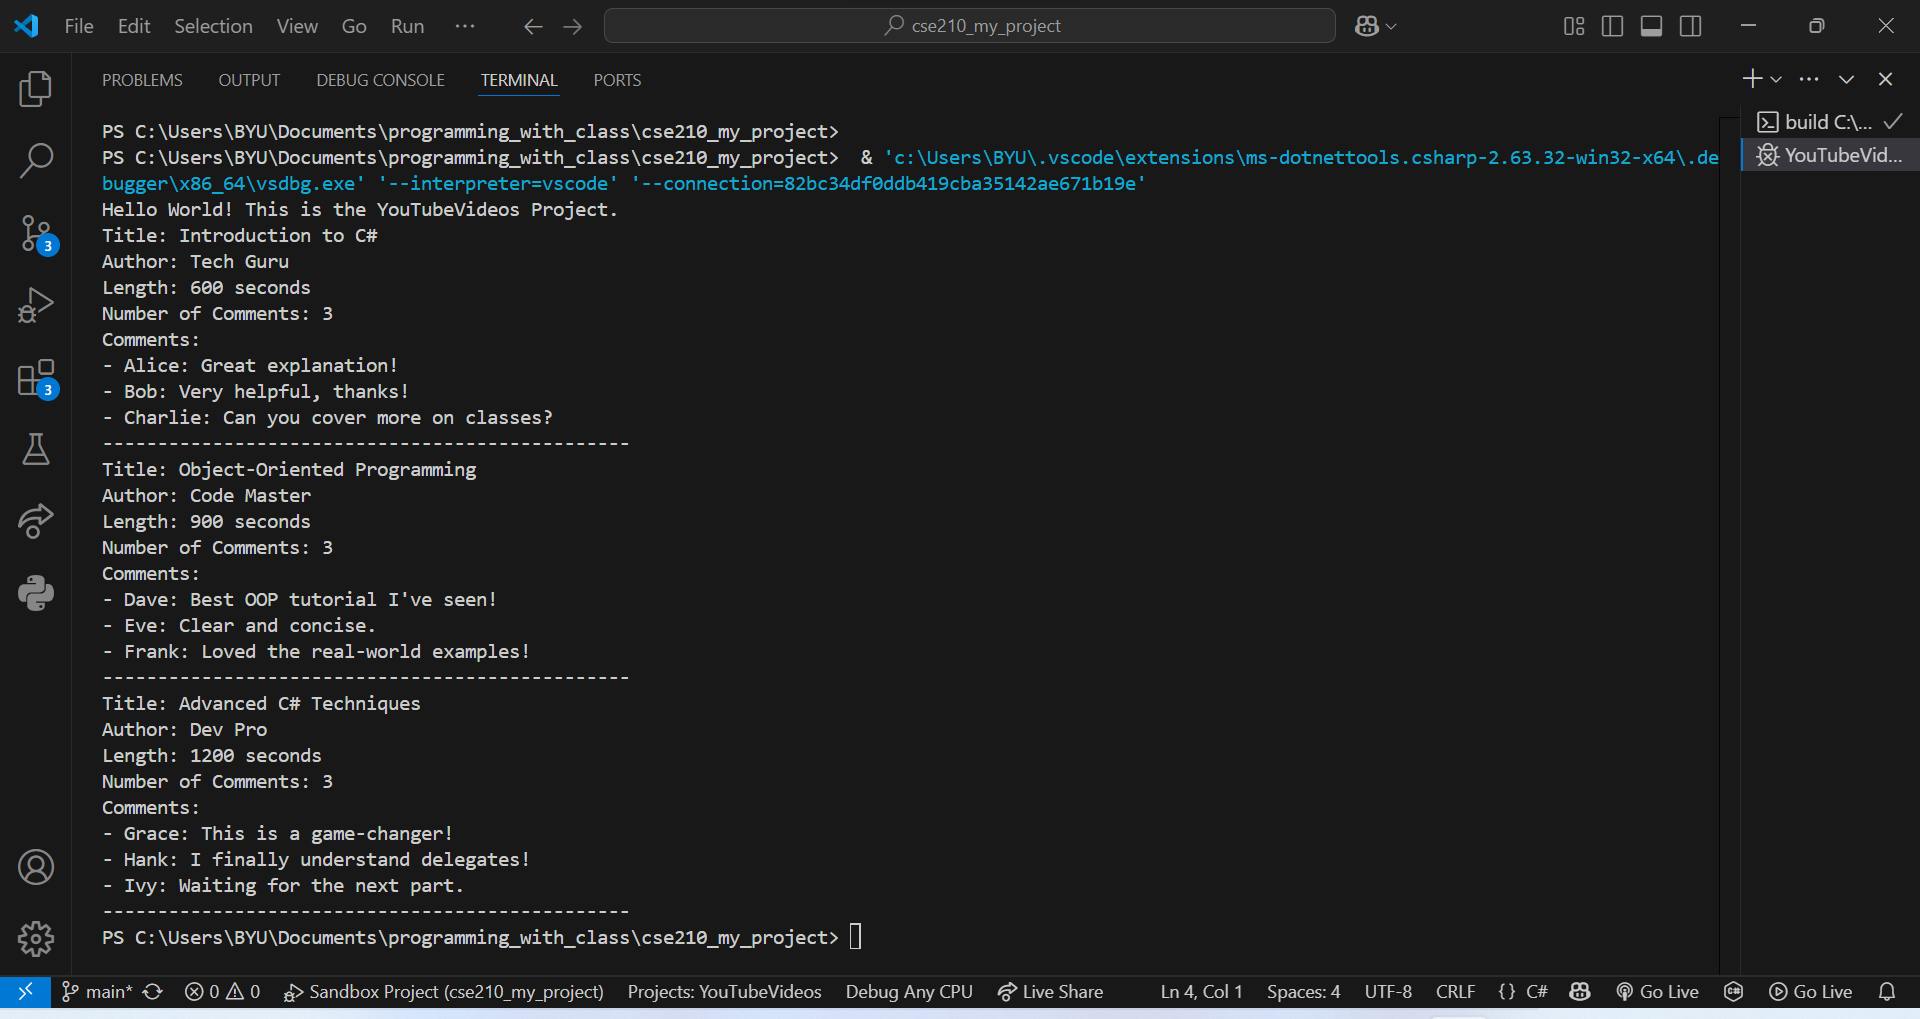 File Edit Selection View Go Run ··· cse210_my_project
PROBLEMS OUTPUT DEBUG CONSOLE TERMINAL PORTS
PS C:\Users\BYU\Documents\programming_with_class\cse210_my_project>
PS C:\Users\BYU\Documents\programming_with_class\cse210_my_project>  & 'c:\Users\BYU\.vscode\extensions\ms-dotnettools.csharp-2.63.32-win32-x64\.de
bugger\x86_64\vsdbg.exe' '--interpreter=vscode' '--connection=82bc34df0ddb419cba35142ae671b19e'
Hello World! This is the YouTubeVideos Project.
Title: Introduction to C#
Author: Tech Guru
Length: 600 seconds
Number of Comments: 3
Comments:
- Alice: Great explanation!
- Bob: Very helpful, thanks!
- Charlie: Can you cover more on classes?
------------------------------------------------
Title: Object-Oriented Programming
Author: Code Master
Length: 900 seconds
Number of Comments: 3
Comments:
- Dave: Best OOP tutorial I've seen!
- Eve: Clear and concise.
- Frank: Loved the real-world examples!
------------------------------------------------
Title: Advanced C# Techniques
Author: Dev Pro
Length: 1200 seconds
Number of Comments: 3
Comments:
- Grace: This is a game-changer!
- Hank: I finally understand delegates!
- Ivy: Waiting for the next part.
------------------------------------------------
PS C:\Users\BYU\Documents\programming_with_class\cse210_my_project>
build C:\...
YouTubeVid...
3
3
main* 0 0 Sandbox Project (cse210_my_project) Projects: YouTubeVideos Debug Any CPU Live Share Ln 4, Col 1 Spaces: 4 UTF-8 CRLF {} C# Go Live Go Live